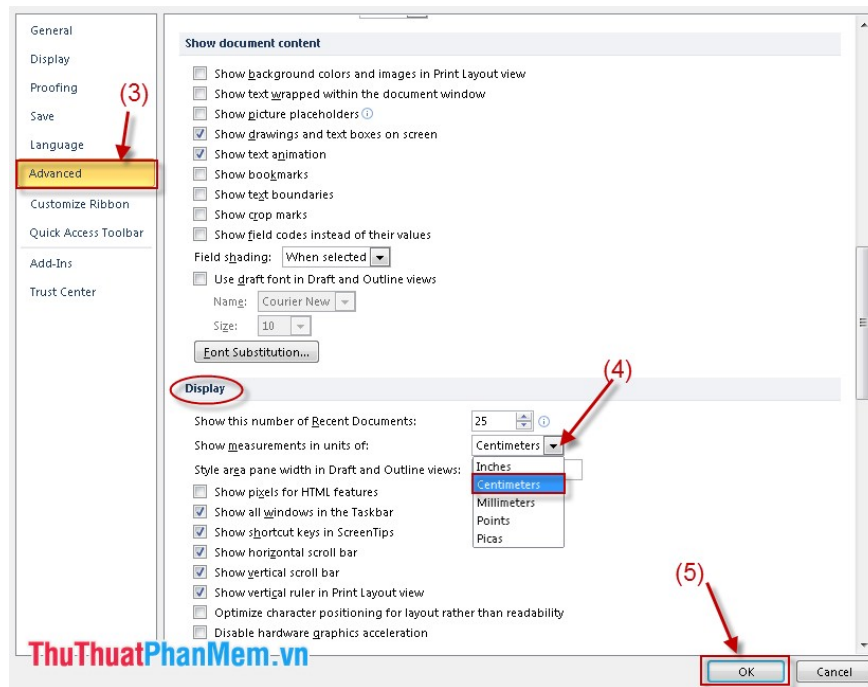 General
Display
Proofing
(3)
Save
Language
Advanced
Customize Ribbon
Quick Access Toolbar
Add-Ins
Trust Center
Show document content
Show background colors and images in Print Layout view
Show text wrapped within the document window
Show picture placeholders
Show drawings and text boxes on screen
Show text animation
Show bookmarks
Show text boundaries
Show crop marks
Show field codes instead of their values
Field shading: When selected
Use draft font in Draft and Outline views
Name: Courier New
Size: 10
Font Substitution...
(4)
Display
Show this number of Recent Documents: 25
Show measurements in units of: Centimeters
Style area pane width in Draft and Outline views:
Inches
Centimeters
Millimeters
Points
Picas
Show pixels for HTML features
Show all windows in the Taskbar
Show shortcut keys in ScreenTips
Show horizontal scroll bar
Show vertical scroll bar
Show vertical ruler in Print Layout view
Optimize character positioning for layout rather than readability
Disable hardware graphics acceleration
(5)
ThuThuatPhanMem.vn
OK Cancel